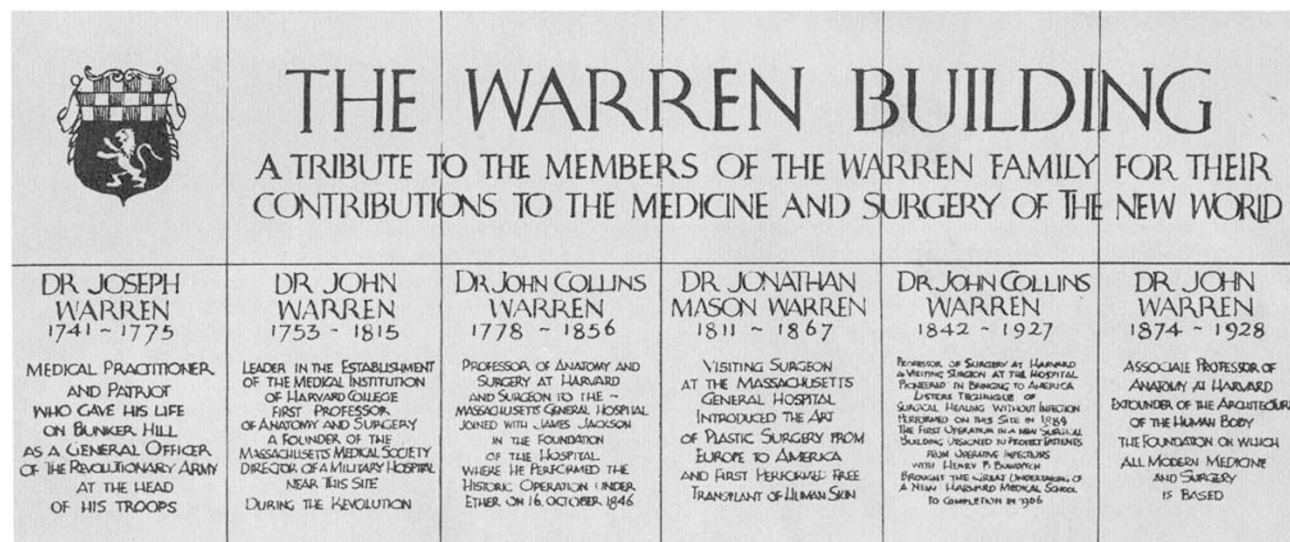 THE WARREN BUILDING
A TRIBUTE TO THE MEMBERS OF THE WARREN FAMILY FOR THEIR
CONTRIBUTIONS TO THE MEDICINE AND SURGERY OF THE NEW WORLD
DR JOSEPH
WARREN
1741 ~ 1775
MEDICAL PRACTITIONER
AND PATRIOT
WHO GAVE HIS LIFE
ON BUNKER HILL
AS A GENERAL OFFICER
OF THE REVOLUTIONARY ARMY
AT THE HEAD
OF HIS TROOPS
DR JOHN
WARREN
1753 ~ 1815
LEADER IN THE ESTABLISHMENT
OF THE MEDICAL INSTITUTION
OF HARVARD COLLEGE
FIRST PROFESSOR
OF ANATOMY AND SURGERY
A FOUNDER OF THE
MASSACHUSETTS MEDICAL SOCIETY
DIRECTOR OF A MILITARY HOSPITAL
NEAR THIS SITE
DURING THE REVOLUTION
DR JOHN COLLINS
WARREN
1778 ~ 1856
PROFESSOR OF ANATOMY AND
SURGERY AT HARVARD
AND SURGEON TO THE ~
MASSACHUSETTS GENERAL HOSPITAL
JOINED WITH JAMES JACKSON
IN THE FOUNDATION
OF THE HOSPITAL
WHERE HE PERFORMED THE
HISTORIC OPERATION UNDER
ETHER ON 16 OCTOBER 1846
DR JONATHAN
MASON WARREN
1811 ~ 1867
VISITING SURGEON
AT THE MASSACHUSETTS
GENERAL HOSPITAL
INTRODUCED THE ART
OF PLASTIC SURGERY FROM
EUROPE TO AMERICA
AND FIRST PERFORMED FREE
TRANSPLANT OF HUMAN SKIN
DR JOHN COLLINS
WARREN
1842 ~ 1927
PROFESSOR OF SURGERY AT HARVARD
& VISITING SURGEON AT THE HOSPITAL
PIONEERED IN BRINGING TO AMERICA
LISTERS TECHNIQUE OF
SURGICAL HEALING WITHOUT INFECTION
PERFORMED ON THIS SITE IN 1889
THE FIRST OPERATION IN A NEW SURGICAL
BUILDING DESIGNED TO PROTECT PATIENTS
FROM OPERATIVE INFECTIONS
WITH HENRY P. BOWDITCH
BROUGHT THE GREAT UNDERTAKING OF
A NEW HARVARD MEDICAL SCHOOL
TO COMPLETION IN 1906
DR JOHN
WARREN
1874 ~ 1928
ASSOCIATE PROFESSOR OF
ANATOMY AT HARVARD
EXPOUNDER OF THE ARCHITECTURE
OF THE HUMAN BODY
THE FOUNDATION ON WHICH
ALL MODERN MEDICINE
AND SURGERY
IS BASED